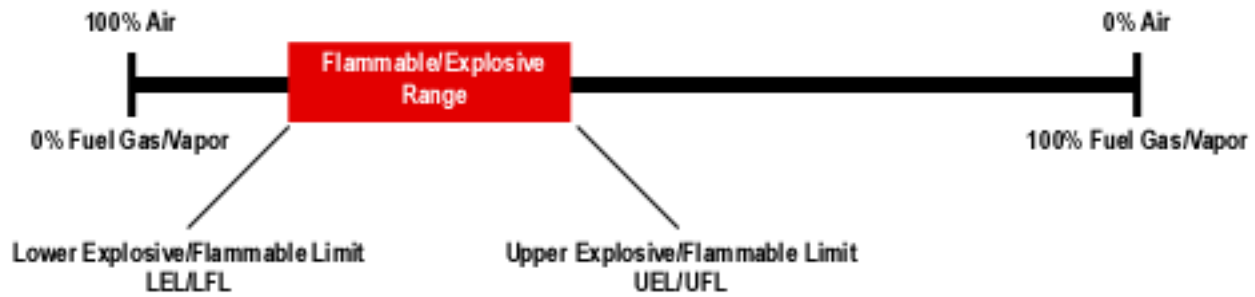 100% Air
0% Air
Flammable/Explosive
Range
0% Fuel Gas/Vapor
100% Fuel Gas/Vapor
Lower Explosive/Flammable Limit
LEL/LFL
Upper Explosive/Flammable Limit
UEL/UFL